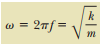 ω = 2πf = √(k/m)